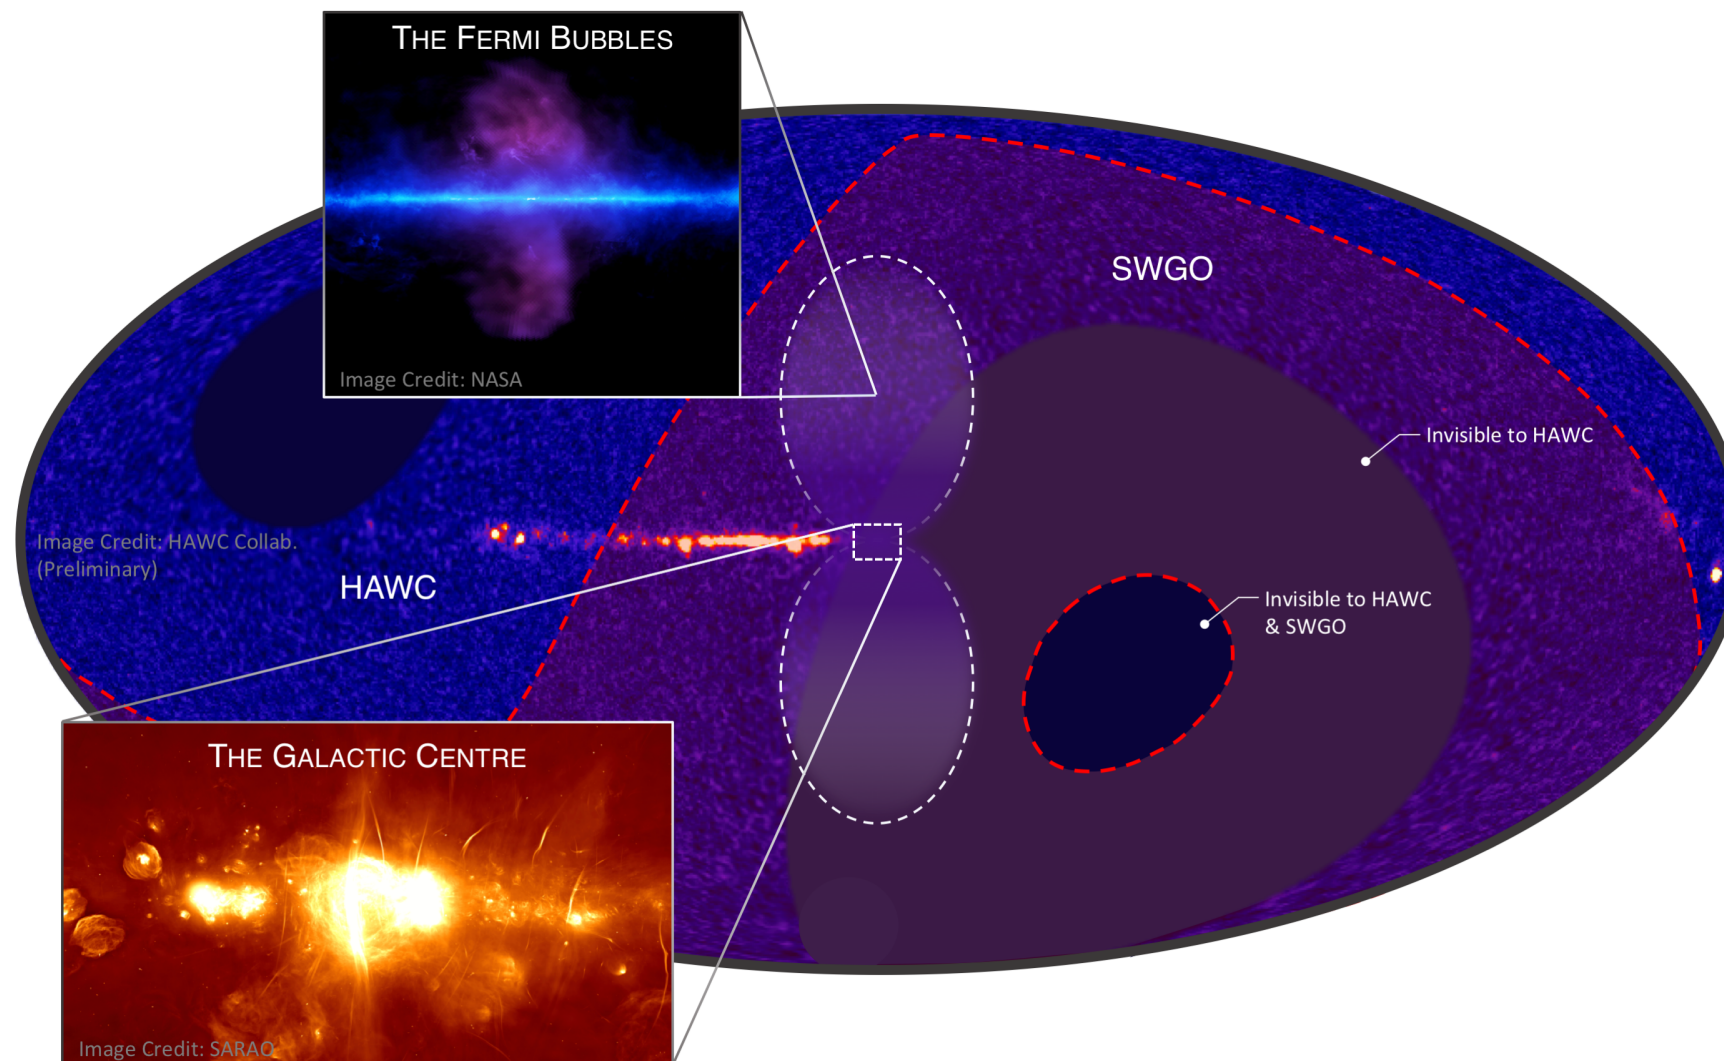 THE FERMI BUBBLES
Image Credit: NASA
SWGO
Invisible to HAWC
Image Credit: HAWC Collab.
(Preliminary)
HAWC
Invisible to HAWC
& SWGO
THE GALACTIC CENTRE
Image Credit: SARAO